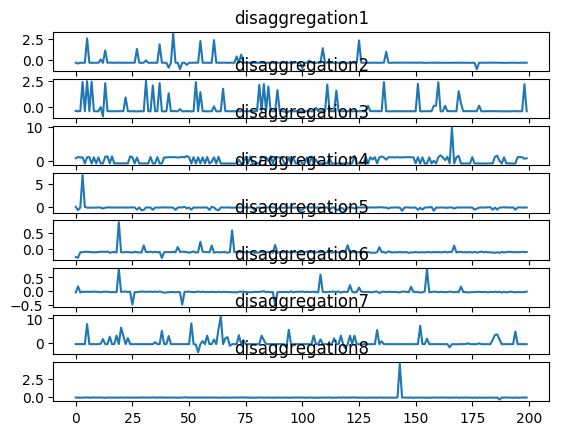 disaggregation1
2.5
0.0
disaggregation2
2.5
0.0
disaggregation3
10
0
disaggregation4
5
0
disaggregation5
0.5
0.0
disaggregation6
0.5
0.0
−0.5
disaggregation7
10
0
disaggregation8
2.5
0.0
0 25 50 75 100 125 150 175 200